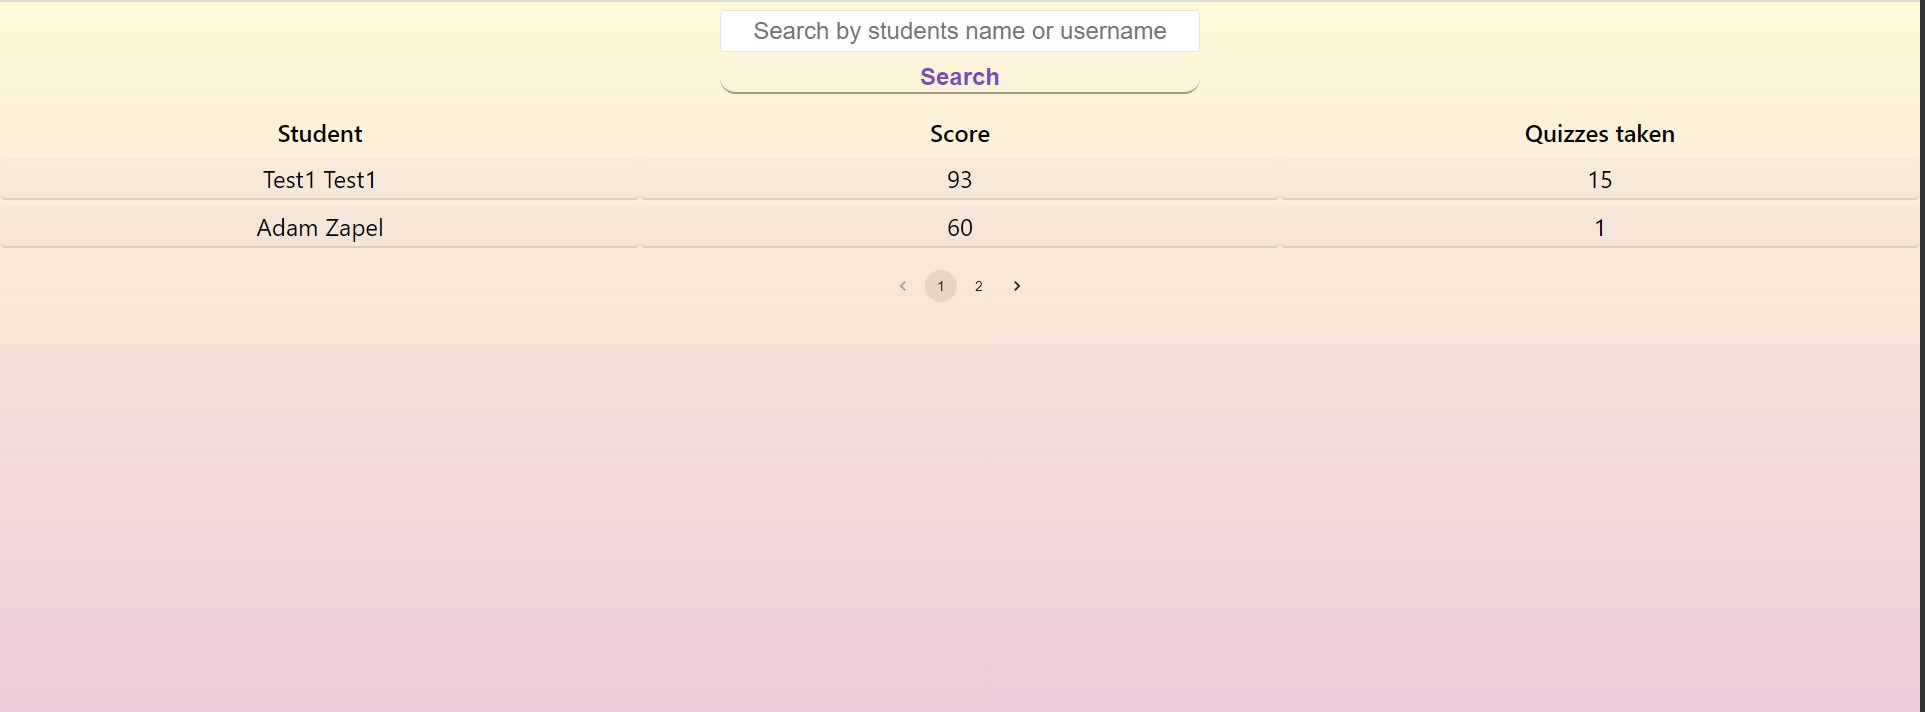 Search by students name or username
Search
Student Score Quizzes taken
Test1 Test1 93 15
Adam Zapel 60 1
1 2